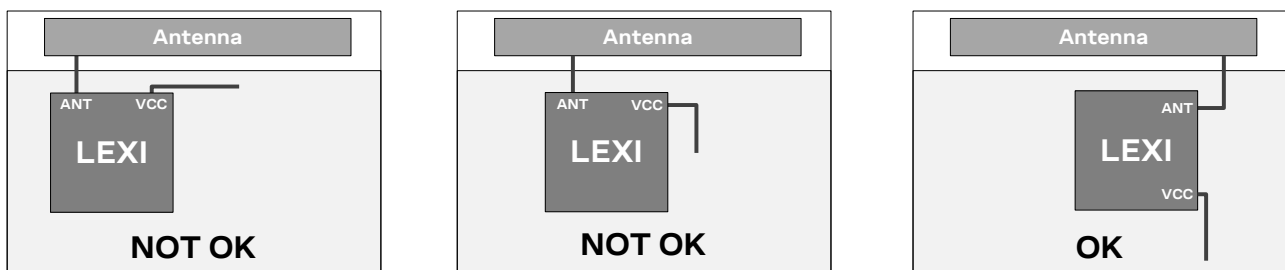 Antenna
ANT VCC
LEXI
NOT OK
Antenna
ANT VCC
LEXI
NOT OK
Antenna
ANT
LEXI
VCC
OK